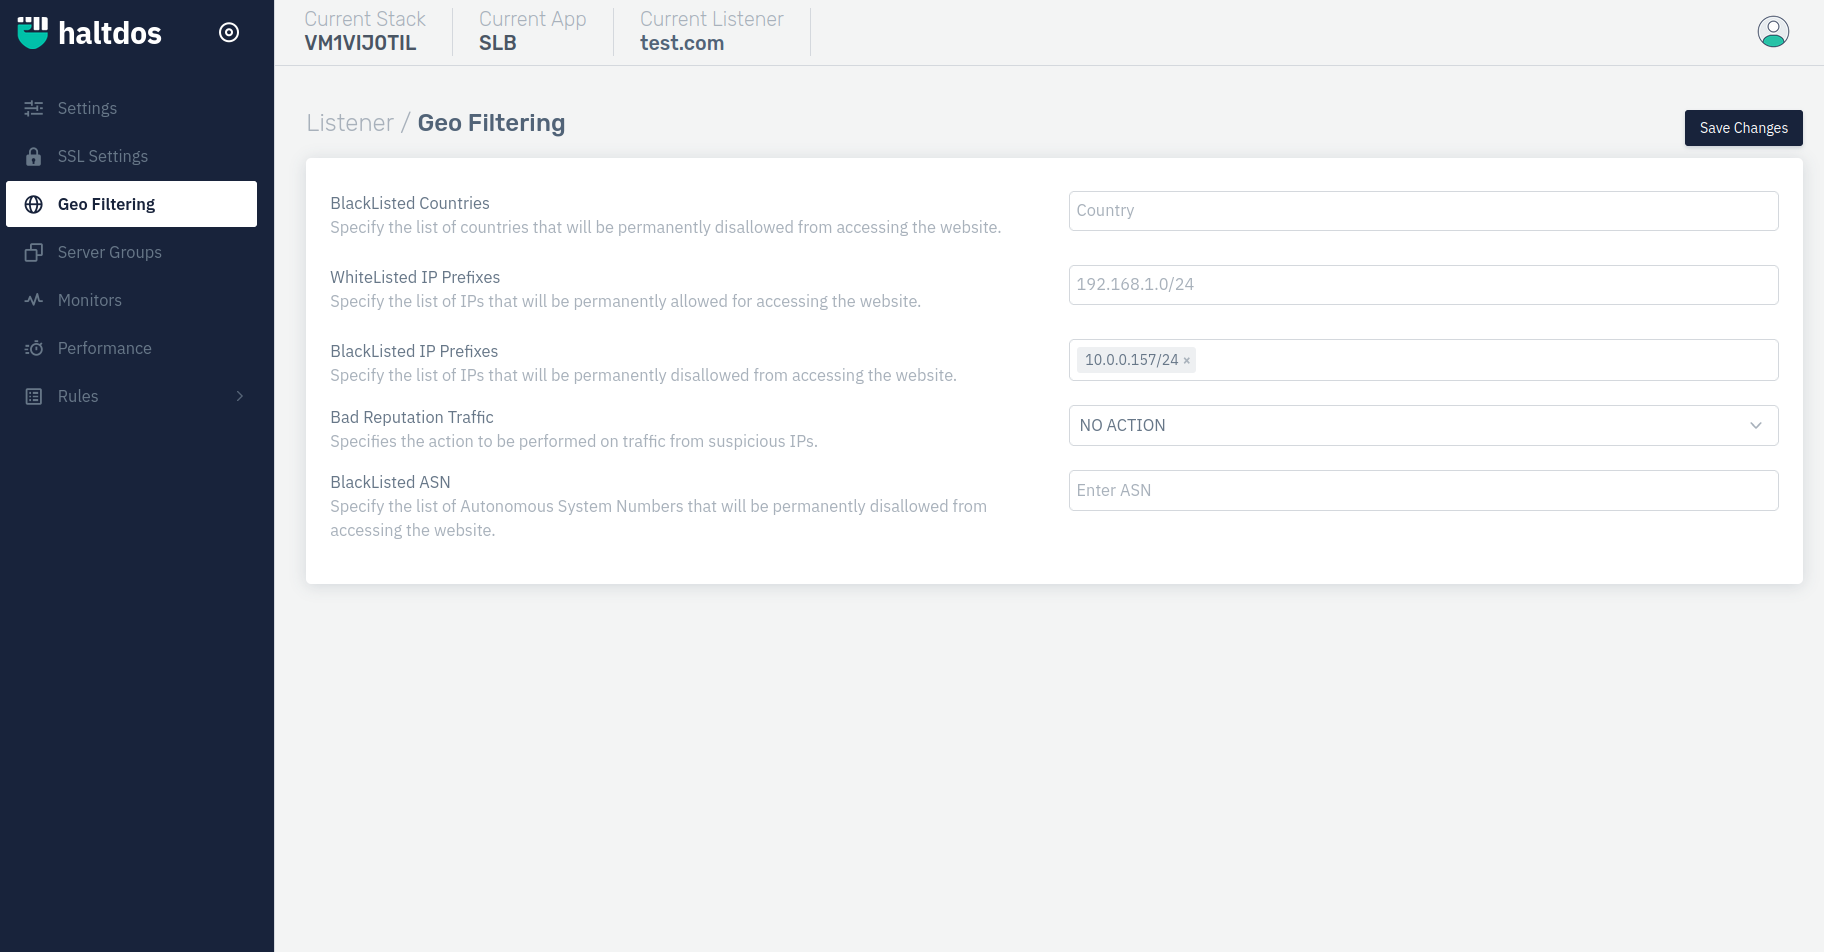 haltdos
Settings
SSL Settings
Geo Filtering
Server Groups
Monitors
Performance
Rules
Current Stack
VM1VIJ0TIL
Current App
SLB
Current Listener
test.com
Listener / Geo Filtering
Save Changes
BlackListed Countries
Specify the list of countries that will be permanently disallowed from accessing the website.
Country
WhiteListed IP Prefixes
Specify the list of IPs that will be permanently allowed for accessing the website.
192.168.1.0/24
BlackListed IP Prefixes
Specify the list of IPs that will be permanently disallowed from accessing the website.
10.0.0.157/24 ×
Bad Reputation Traffic
Specifies the action to be performed on traffic from suspicious IPs.
NO ACTION
BlackListed ASN
Specify the list of Autonomous System Numbers that will be permanently disallowed from
accessing the website.
Enter ASN